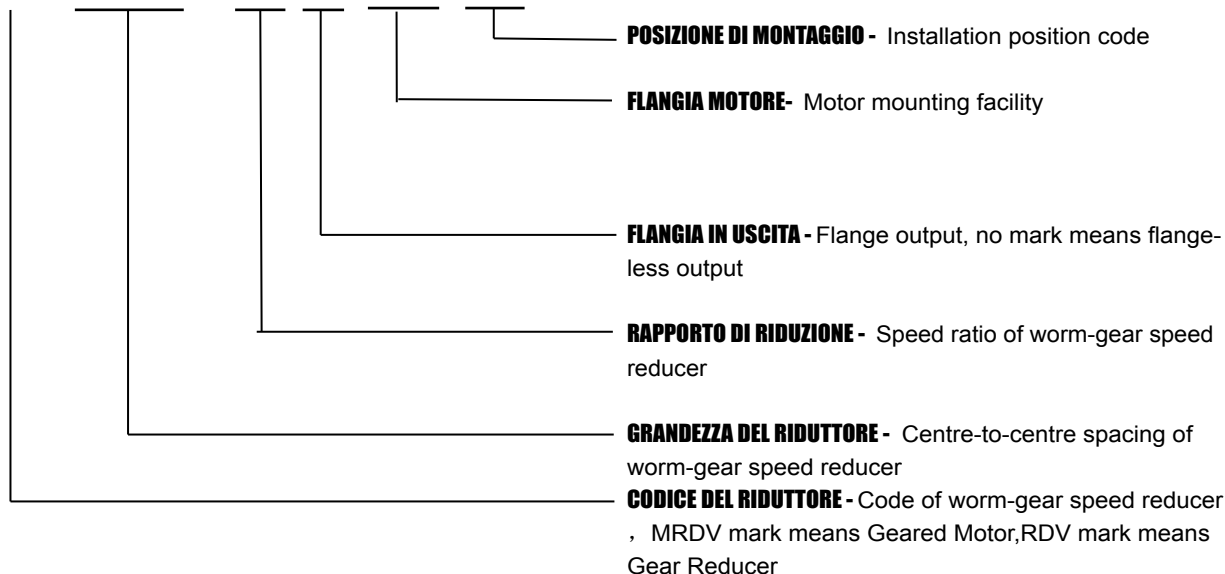 POSIZIONE DI MONTAGGIO - Installation position code
FLANGIA MOTORE- Motor mounting facility
FLANGIA IN USCITA - Flange output, no mark means flange-
less output
RAPPORTO DI RIDUZIONE - Speed ratio of worm-gear speed
reducer
GRANDEZZA DEL RIDUTTORE - Centre-to-centre spacing of
worm-gear speed reducer
CODICE DEL RIDUTTORE - Code of worm-gear speed reducer
， MRDV mark means Geared Motor,RDV mark means
Gear Reducer